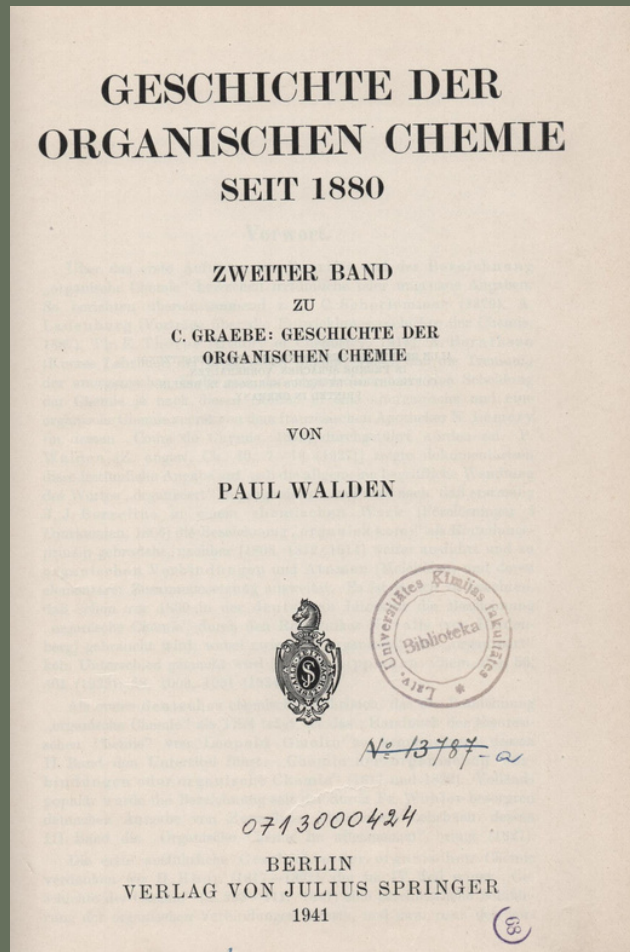 GESCHICHTE DER
ORGANISCHEN CHEMIE
SEIT 1880
ZWEITER BAND
ZU
C. GRAEBE: GESCHICHTE DER
ORGANISCHEN CHEMIE
VON
PAUL WALDEN
Latv. Universitātes Ķīmijas fakultātes
Biblioteka
№ 13787-a
0713000424
BERLIN
VERLAG VON JULIUS SPRINGER
1941